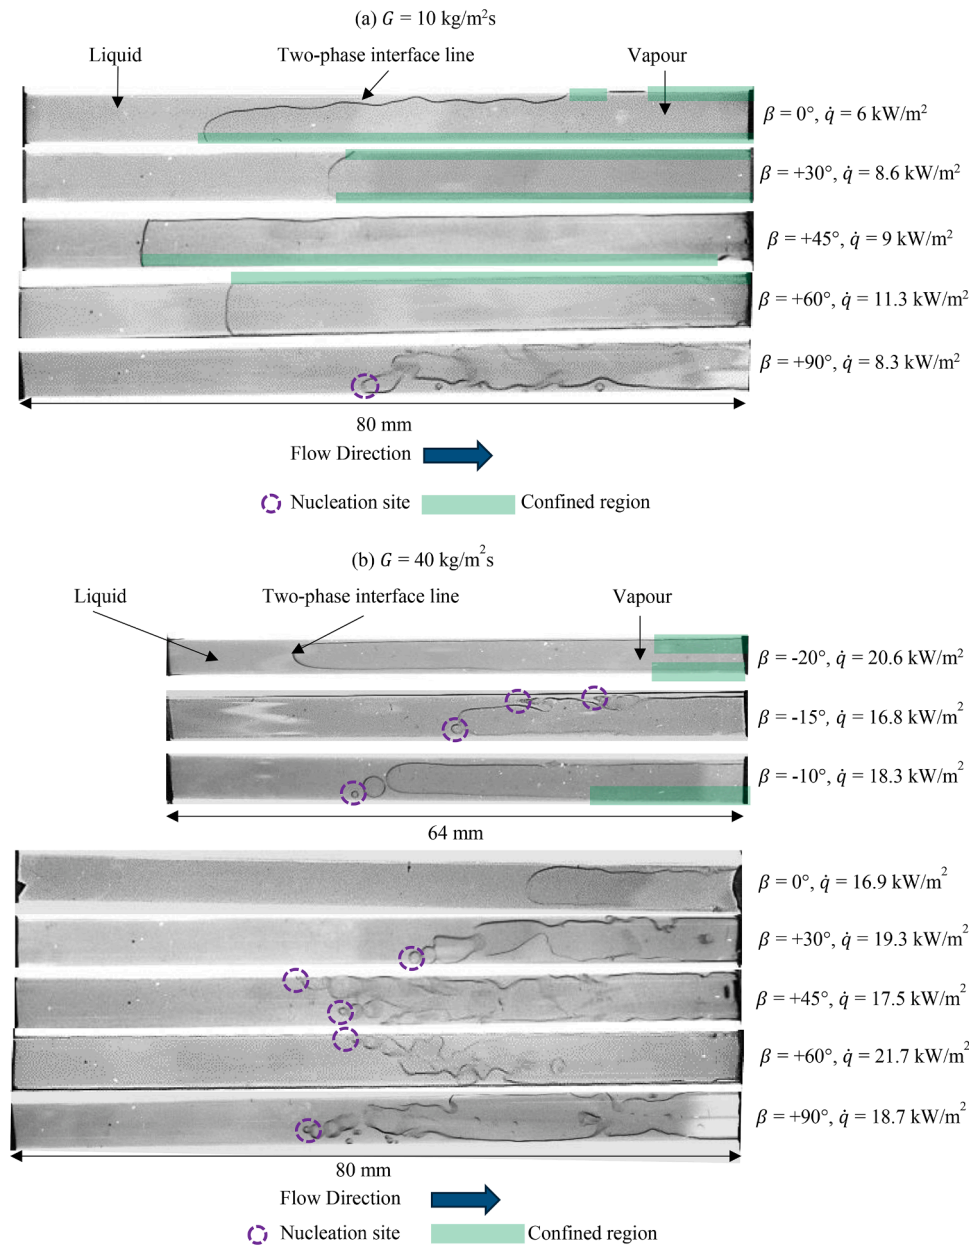 (a) G = 10 kg/m²s
Liquid
Two-phase interface line
Vapour
β = 0°, q̇ = 6 kW/m²
β = +30°, q̇ = 8.6 kW/m²
β = +45°, q̇ = 9 kW/m²
β = +60°, q̇ = 11.3 kW/m²
β = +90°, q̇ = 8.3 kW/m²
80 mm
Flow Direction
Nucleation site
Confined region
(b) G = 40 kg/m²s
Liquid
Two-phase interface line
Vapour
β = -20°, q̇ = 20.6 kW/m²
β = -15°, q̇ = 16.8 kW/m²
β = -10°, q̇ = 18.3 kW/m²
64 mm
β = 0°, q̇ = 16.9 kW/m²
β = +30°, q̇ = 19.3 kW/m²
β = +45°, q̇ = 17.5 kW/m²
β = +60°, q̇ = 21.7 kW/m²
β = +90°, q̇ = 18.7 kW/m²
80 mm
Flow Direction
Nucleation site
Confined region